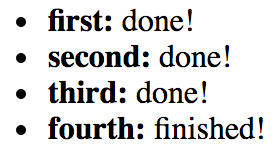 • first: done!
• second: done!
• third: done!
• fourth: finished!